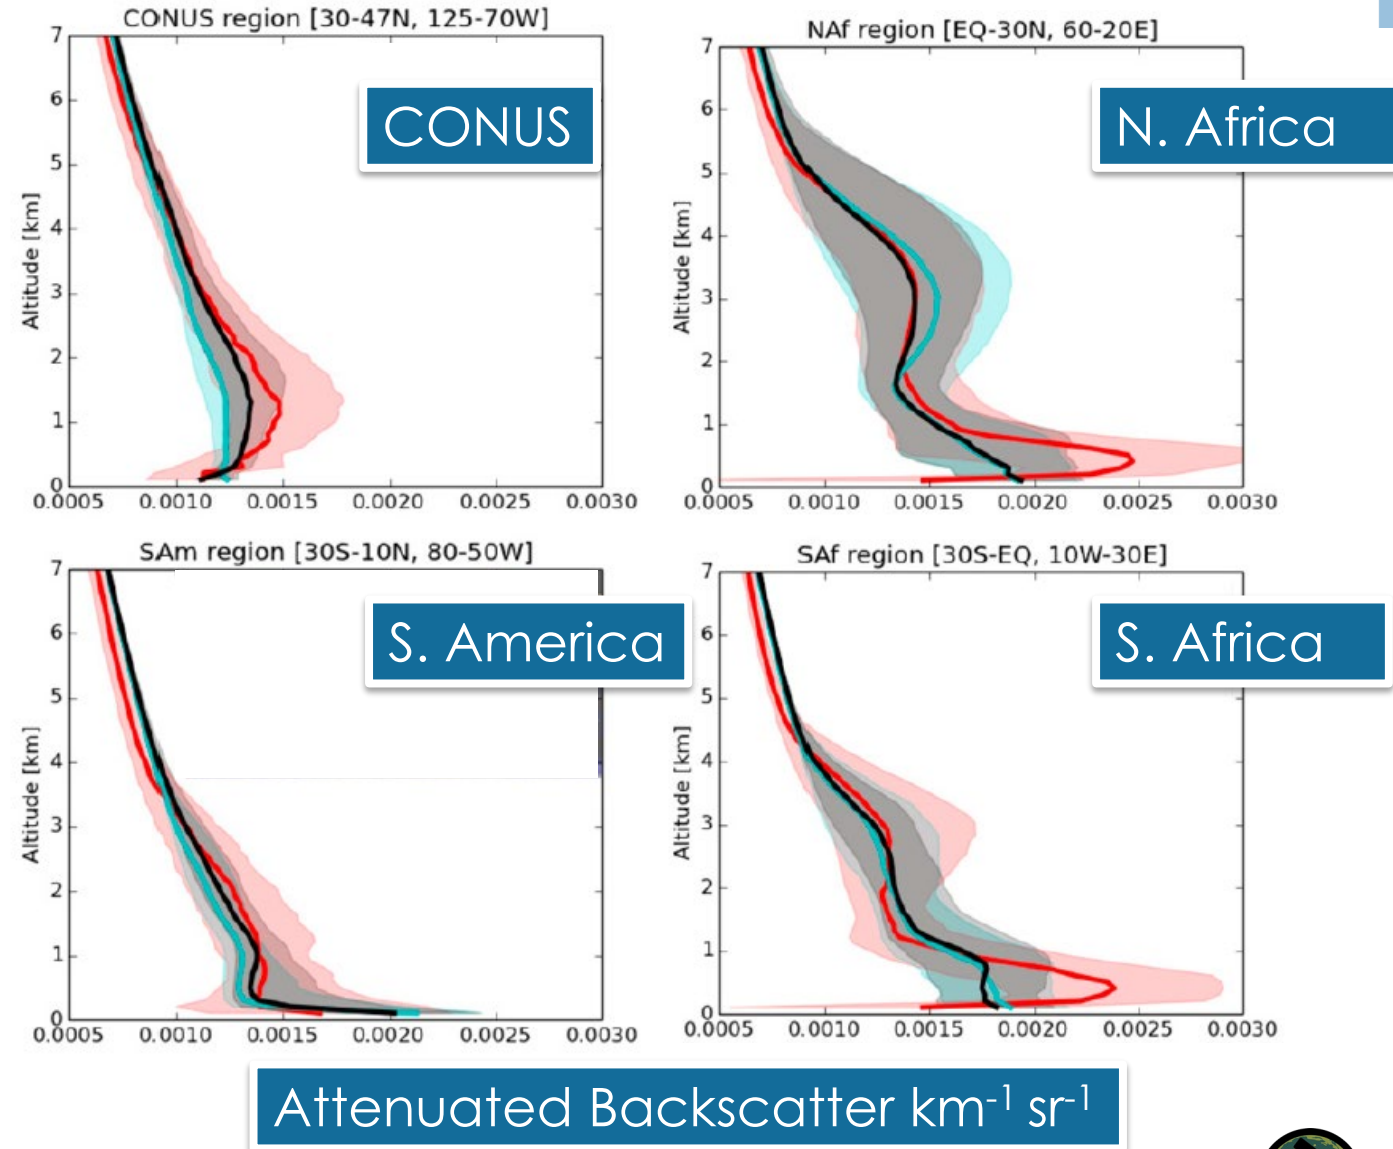 CONUS region [30-47N, 125-70W]
CONUS
Altitude [km]
7
6
5
4
3
2
1
0
0.0005 0.0010 0.0015 0.0020 0.0025 0.0030
NAf region [EQ-30N, 60-20E]
N. Africa
Altitude [km]
7
6
5
4
3
2
1
0
0.0005 0.0010 0.0015 0.0020 0.0025 0.0030
SAm region [30S-10N, 80-50W]
S. America
Altitude [km]
7
6
5
4
3
2
1
0
0.0005 0.0010 0.0015 0.0020 0.0025 0.0030
SAf region [30S-EQ, 10W-30E]
S. Africa
Altitude [km]
7
6
5
4
3
2
1
0
0.0005 0.0010 0.0015 0.0020 0.0025 0.0030
Attenuated Backscatter km⁻¹ sr⁻¹